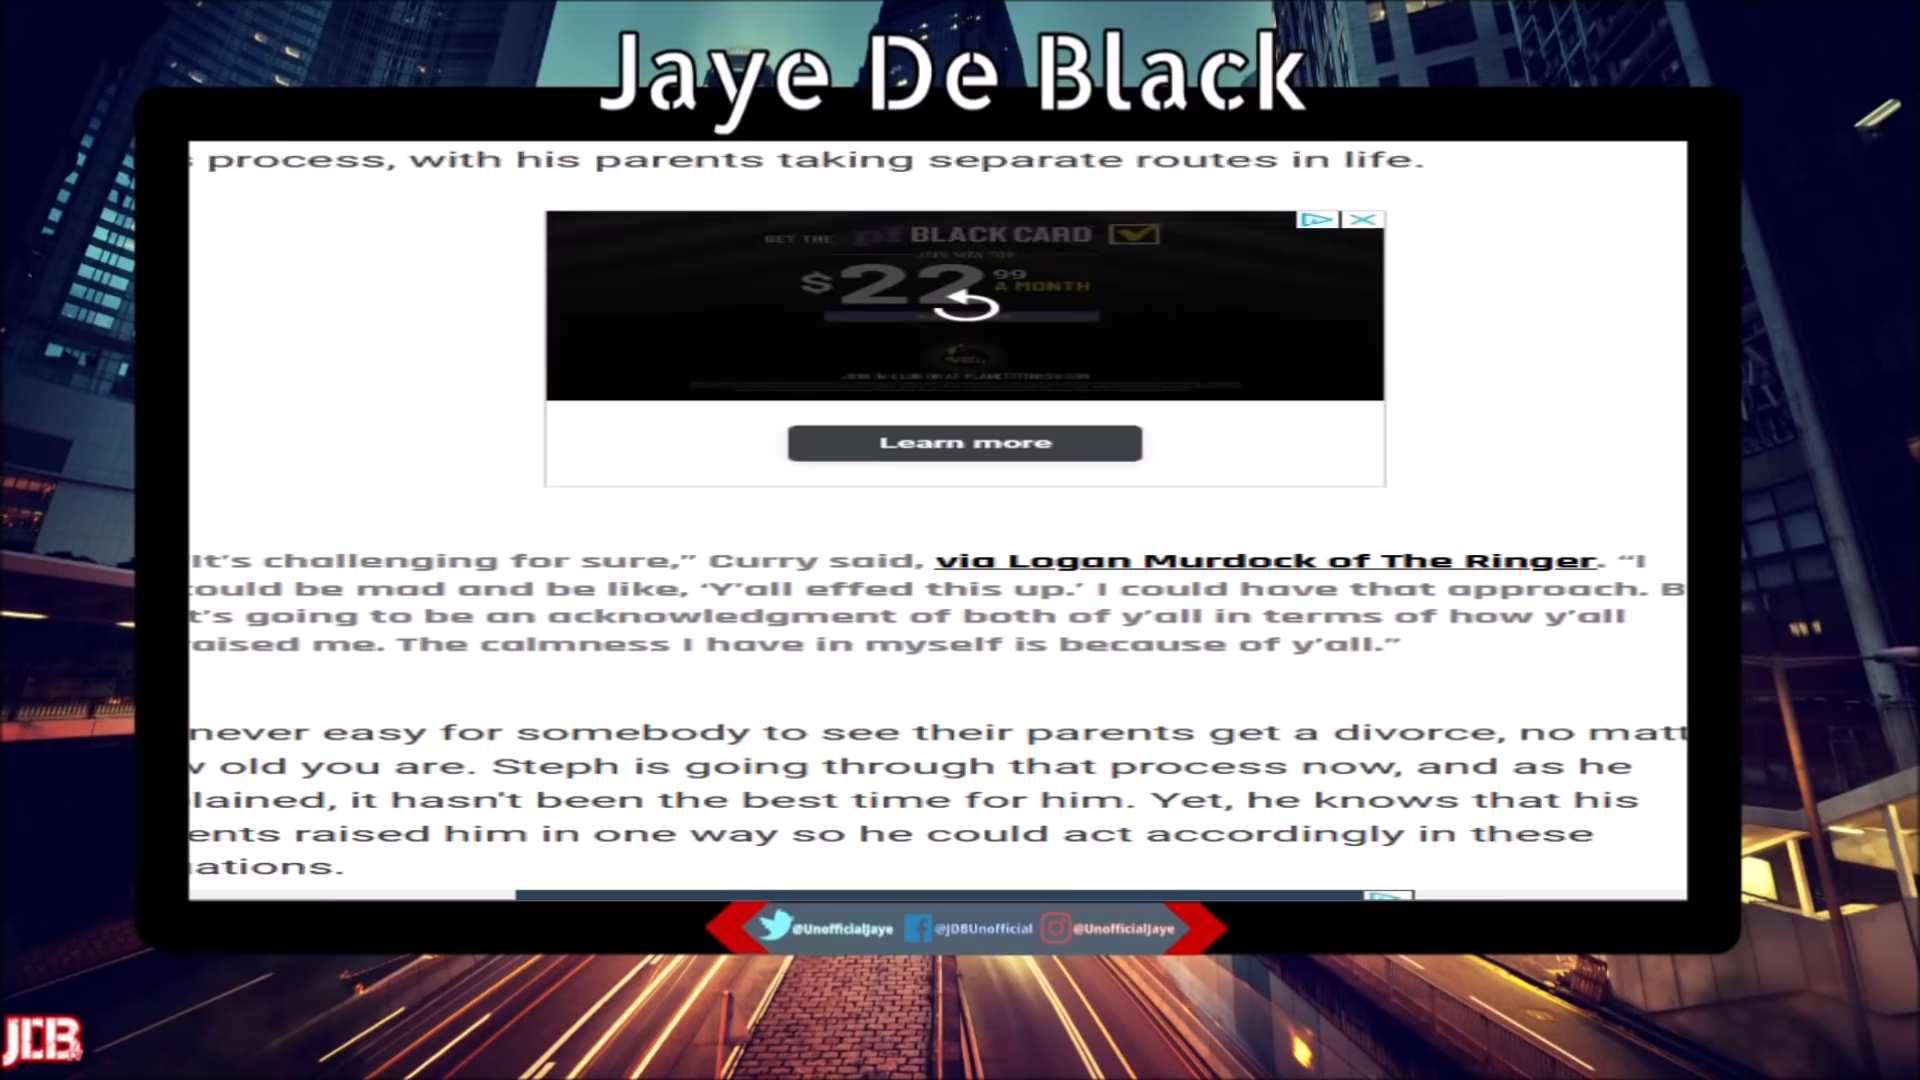 Jaye De Black
process, with his parents taking separate routes in life.
GET THE pf BLACK CARD
JOIN NOW FOR
$22 99
A MONTH
Learn more
It’s challenging for sure,” Curry said, via Logan Murdock of The Ringer. “I
ould be mad and be like, ‘Y’all effed this up.’ I could have that approach. B
t’s going to be an acknowledgment of both of y’all in terms of how y’all
aised me. The calmness I have in myself is because of y’all.”
never easy for somebody to see their parents get a divorce, no matt
old you are. Steph is going through that process now, and as he
lained, it hasn't been the best time for him. Yet, he knows that his
ents raised him in one way so he could act accordingly in these
ations.
@UnofficialJaye @JDBUnofficial @UnofficialJaye